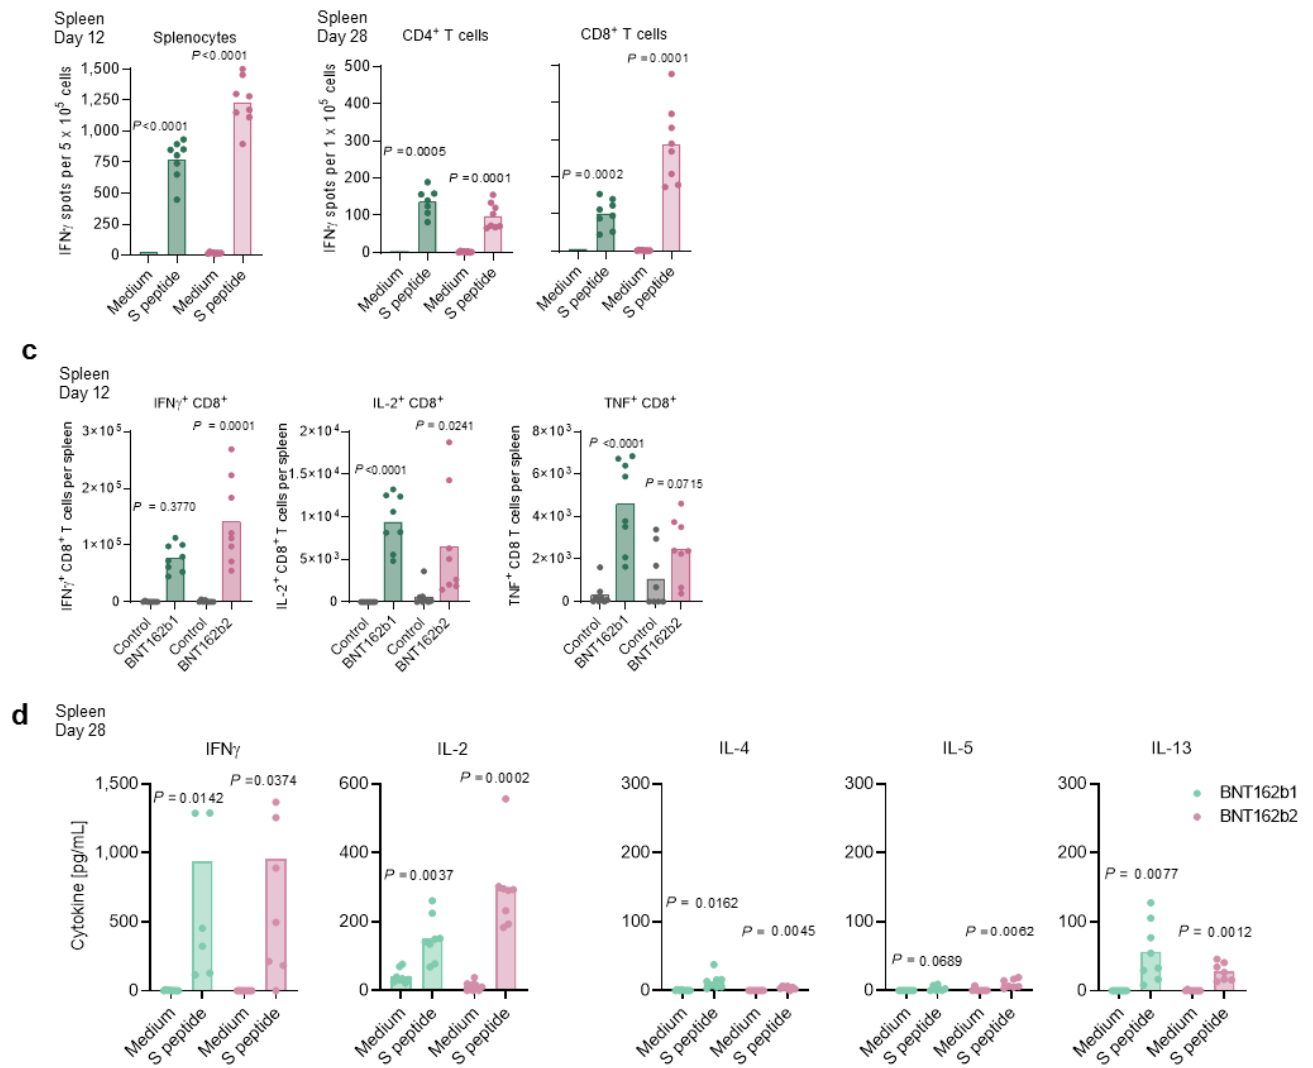 Spleen
Day 12
Splenocytes
P<0.0001
P<0.0001
IFNγ spots per 5 x 10⁵ cells
1,500
1,250
1,000
750
500
250
0
Medium
S peptide
Medium
S peptide
Spleen
Day 28
CD4⁺ T cells
P =0.0005
P =0.0001
IFNγ spots per 1 x 10⁵ cells
500
400
300
200
100
0
Medium
S peptide
Medium
S peptide
CD8⁺ T cells
P =0.0001
P =0.0002
Medium
S peptide
Medium
S peptide
c
Spleen
Day 12
IFNγ⁺ CD8⁺
P = 0.0001
P = 0.3770
IFNγ⁺ CD8⁺ T cells per spleen
3×10⁵
2×10⁵
1×10⁵
0
Control
BNT162b1
Control
BNT162b2
IL-2⁺ CD8⁺
P = 0.0241
P <0.0001
IL-2⁺ CD8⁺ T cells per spleen
2×10⁴
1.5×10⁴
1×10⁴
5×10³
0
Control
BNT162b1
Control
BNT162b2
TNF⁺ CD8⁺
P <0.0001
P = 0.0715
TNF⁺ CD8 T cells per spleen
8×10³
6×10³
4×10³
2×10³
0
Control
BNT162b1
Control
BNT162b2
d
Spleen
Day 28
IFNγ
P =0.0374
P =0.0142
Cytokine [pg/mL]
1,500
1,000
500
0
Medium
S peptide
Medium
S peptide
IL-2
P =0.0002
P = 0.0037
600
400
200
0
Medium
S peptide
Medium
S peptide
IL-4
P = 0.0162
P = 0.0045
300
200
100
0
Medium
S peptide
Medium
S peptide
IL-5
P =0.0062
P = 0.0689
300
200
100
0
Medium
S peptide
Medium
S peptide
IL-13
P = 0.0077
P = 0.0012
300
200
100
0
Medium
S peptide
Medium
S peptide
BNT162b1
BNT162b2